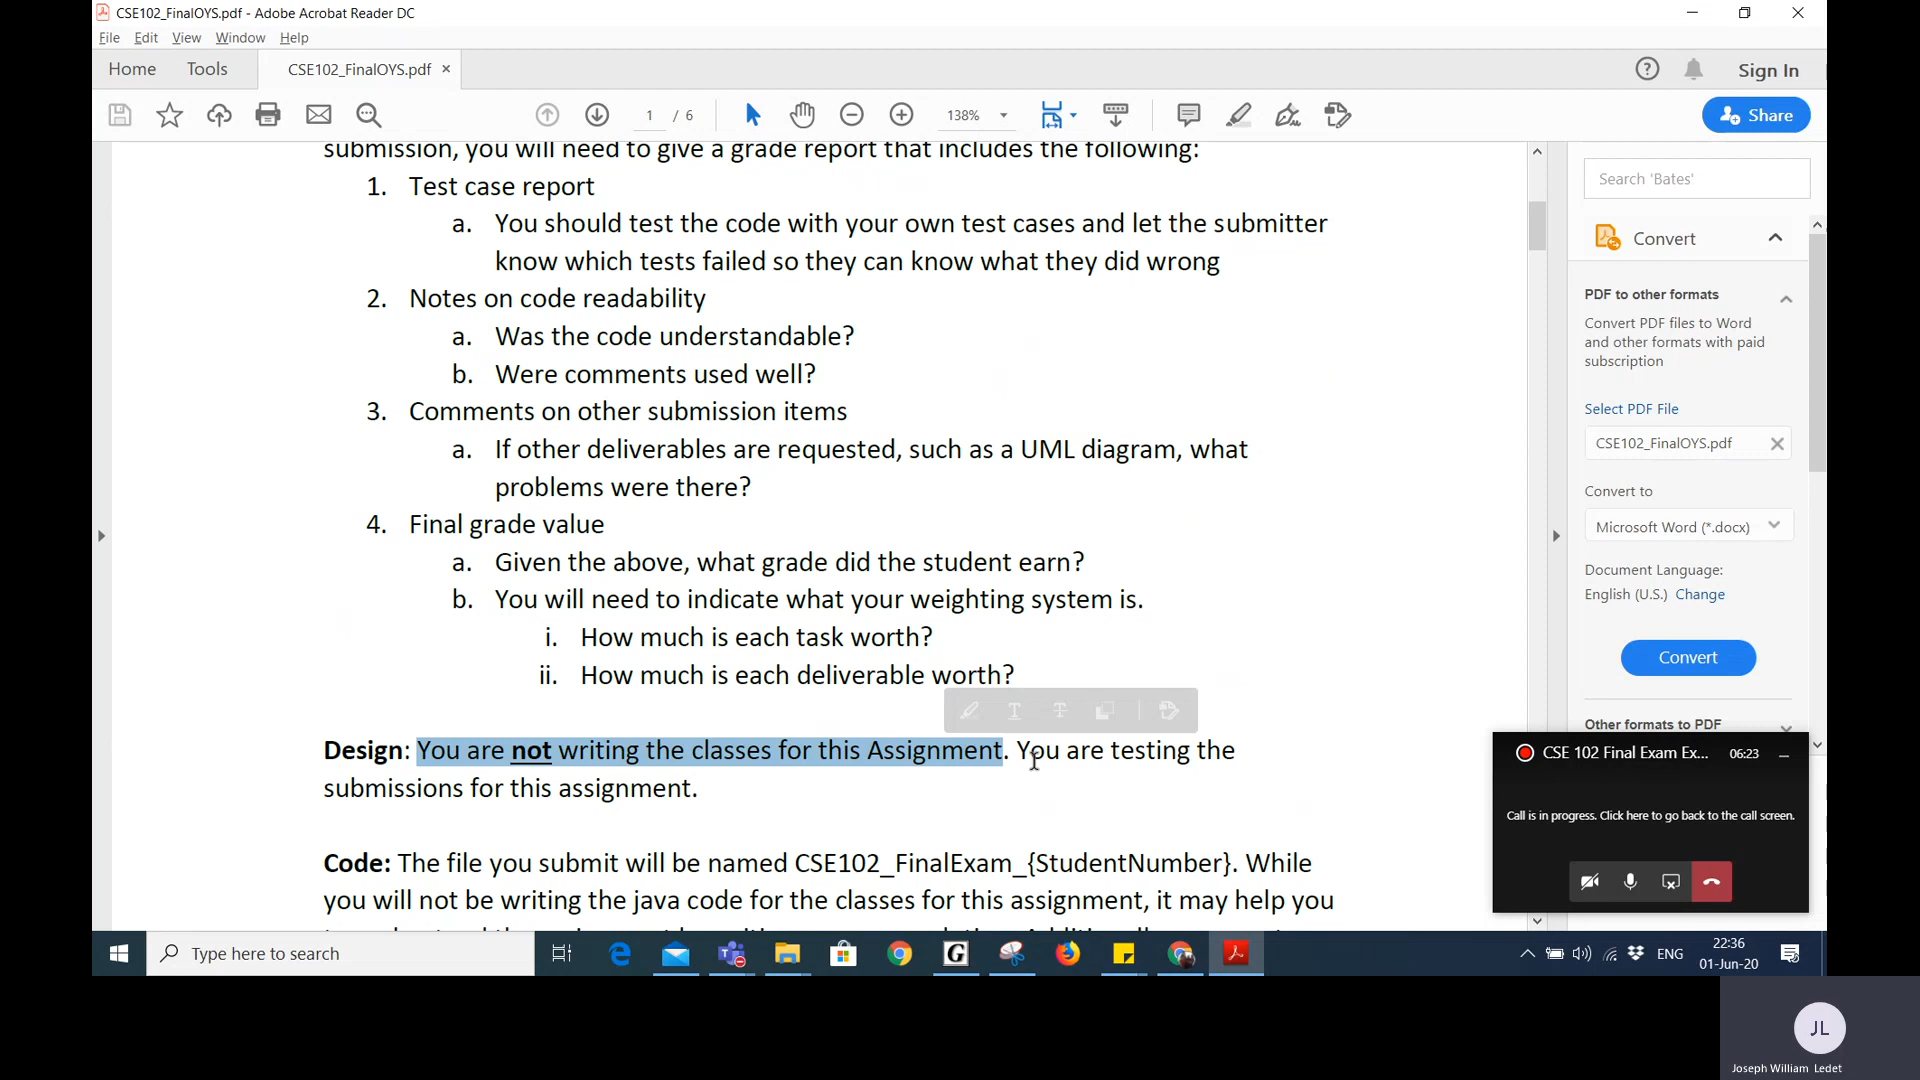 CSE102_FinalOYS.pdf - Adobe Acrobat Reader DC
File Edit View Window Help
Home Tools CSE102_FinalOYS.pdf × Sign In
1 / 6 138% Share
submission, you will need to give a grade report that includes the following:
1. Test case report
a. You should test the code with your own test cases and let the submitter
know which tests failed so they can know what they did wrong
2. Notes on code readability
a. Was the code understandable?
b. Were comments used well?
3. Comments on other submission items
a. If other deliverables are requested, such as a UML diagram, what
problems were there?
4. Final grade value
a. Given the above, what grade did the student earn?
b. You will need to indicate what your weighting system is.
i. How much is each task worth?
ii. How much is each deliverable worth?
Design: You are not writing the classes for this Assignment. You are testing the
submissions for this assignment.
Code: The file you submit will be named CSE102_FinalExam_{StudentNumber}. While
you will not be writing the java code for the classes for this assignment, it may help you
Search 'Bates'
Convert
PDF to other formats
Convert PDF files to Word
and other formats with paid
subscription
Select PDF File
CSE102_FinalOYS.pdf
Convert to
Microsoft Word (*.docx)
Document Language:
English (U.S.) Change
Convert
Other formats to PDF
CSE 102 Final Exam Ex... 06:23
Call is in progress. Click here to go back to the call screen.
Type here to search
ENG
22:36
01-Jun-20
JL
Joseph William Ledet